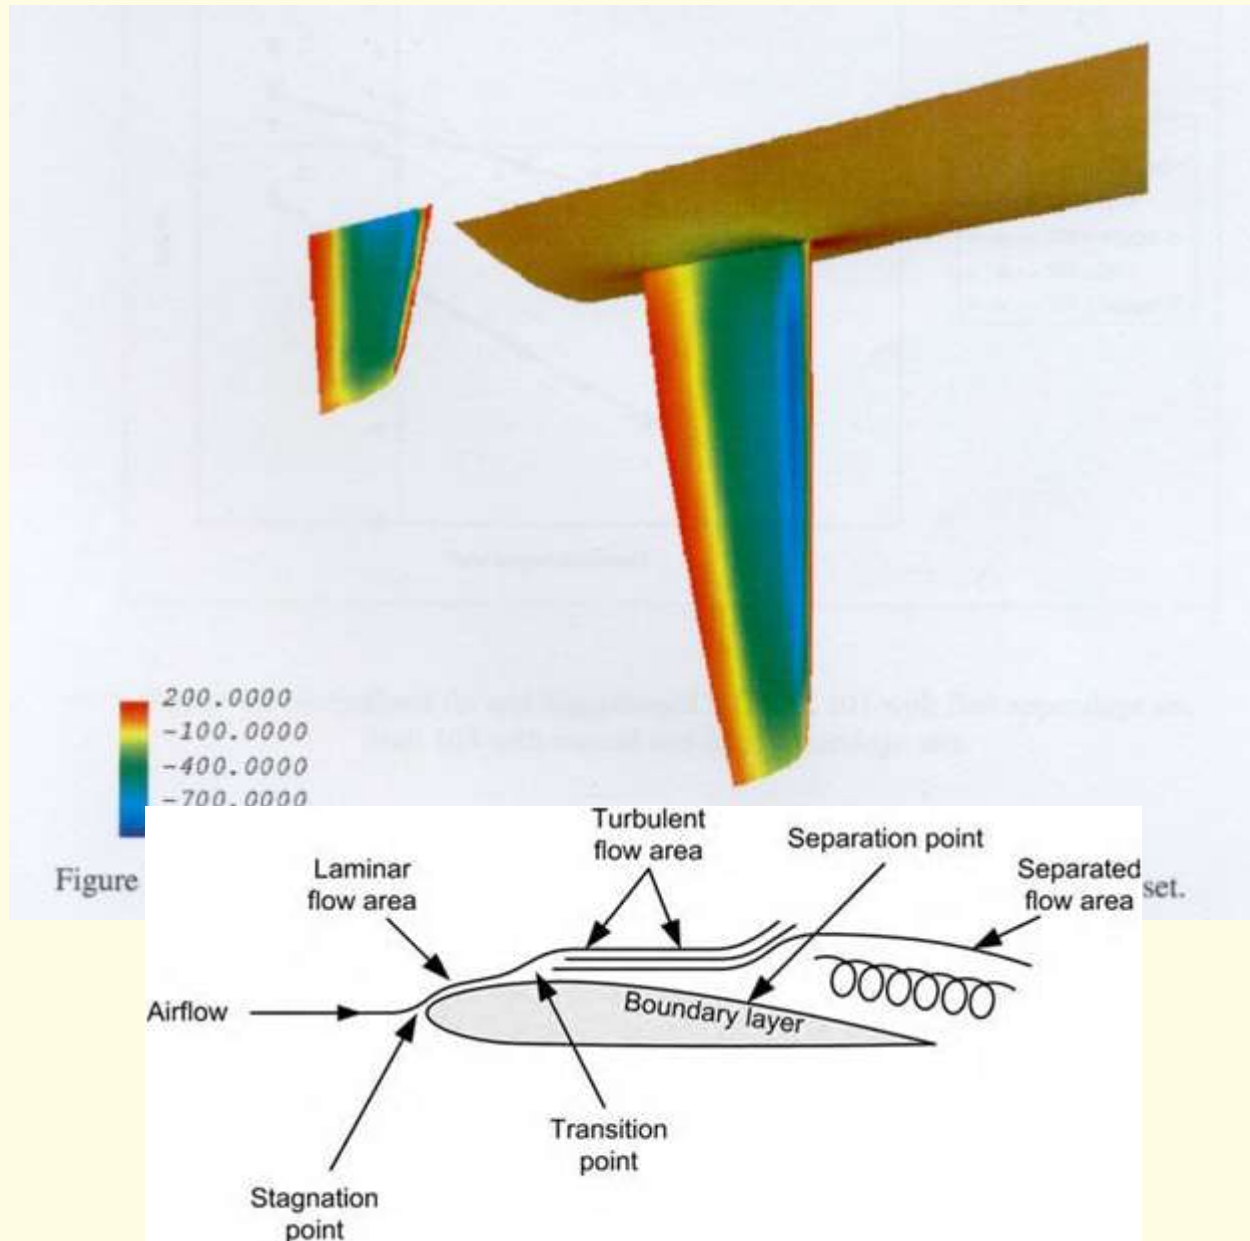 200.0000
-100.0000
-400.0000
-700.0000
Figure
set.
Turbulent
flow area
Separation point
Laminar
flow area
Separated
flow area
Airflow
Boundary layer
Transition
point
Stagnation
point